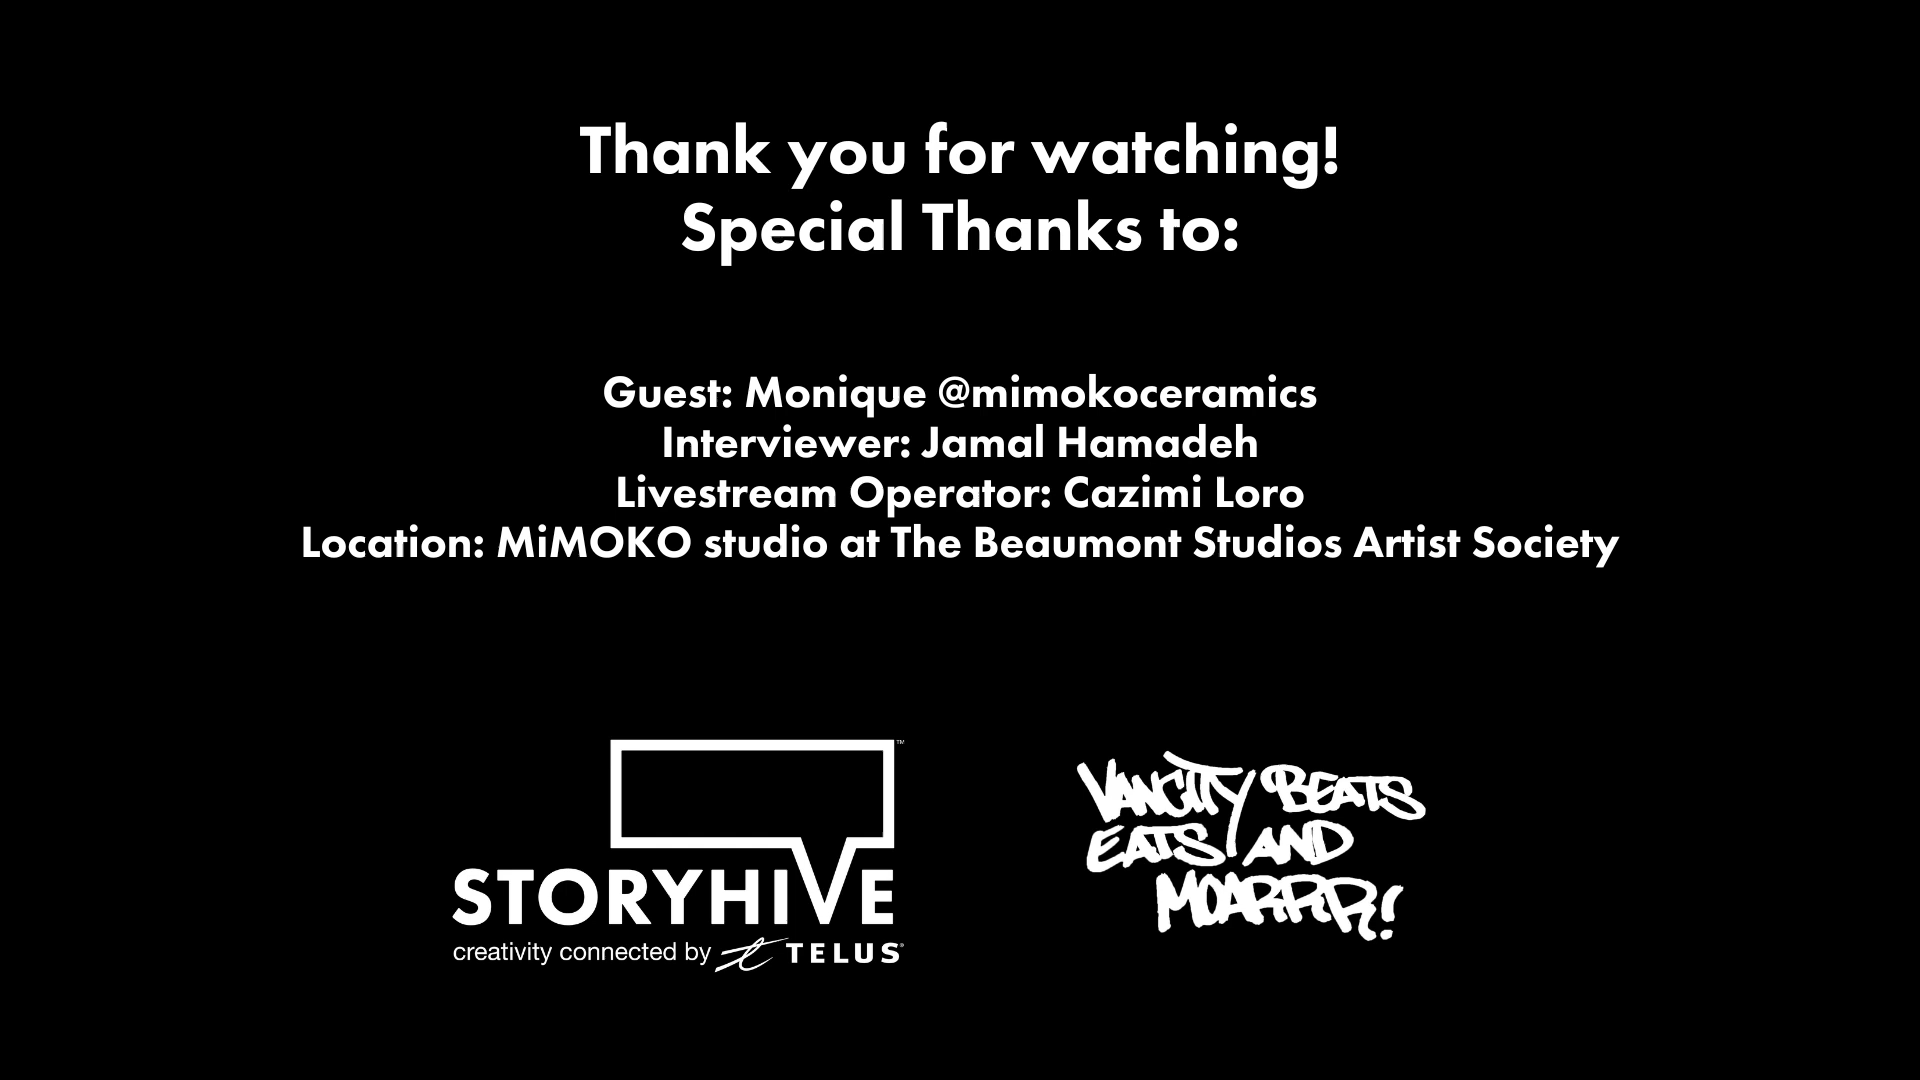 Thank you for watching!
Special Thanks to:
Guest: Monique @mimokoceramics
Interviewer: Jamal Hamadeh
Livestream Operator: Cazimi Loro
Location: MiMOKO studio at The Beaumont Studios Artist Society
™
STORYHIVE
creativity connected by TELUS®
VANCITY BEATS
EATS AND
MOARRR!